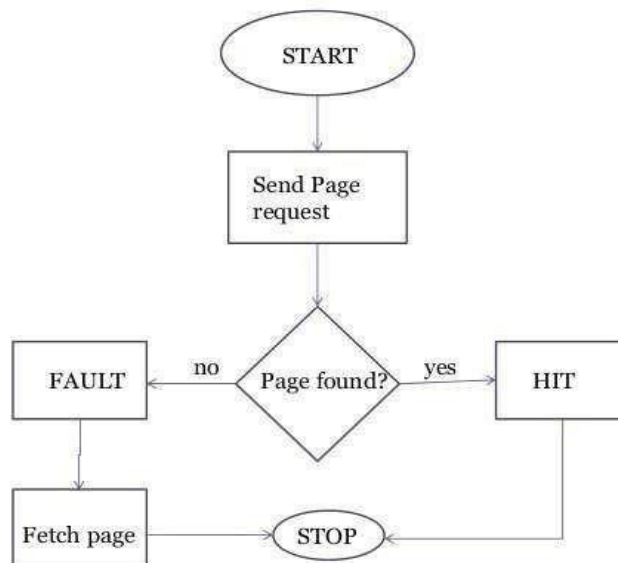 START
Send Page
request
no
Page found?
yes
FAULT
HIT
Fetch page
STOP